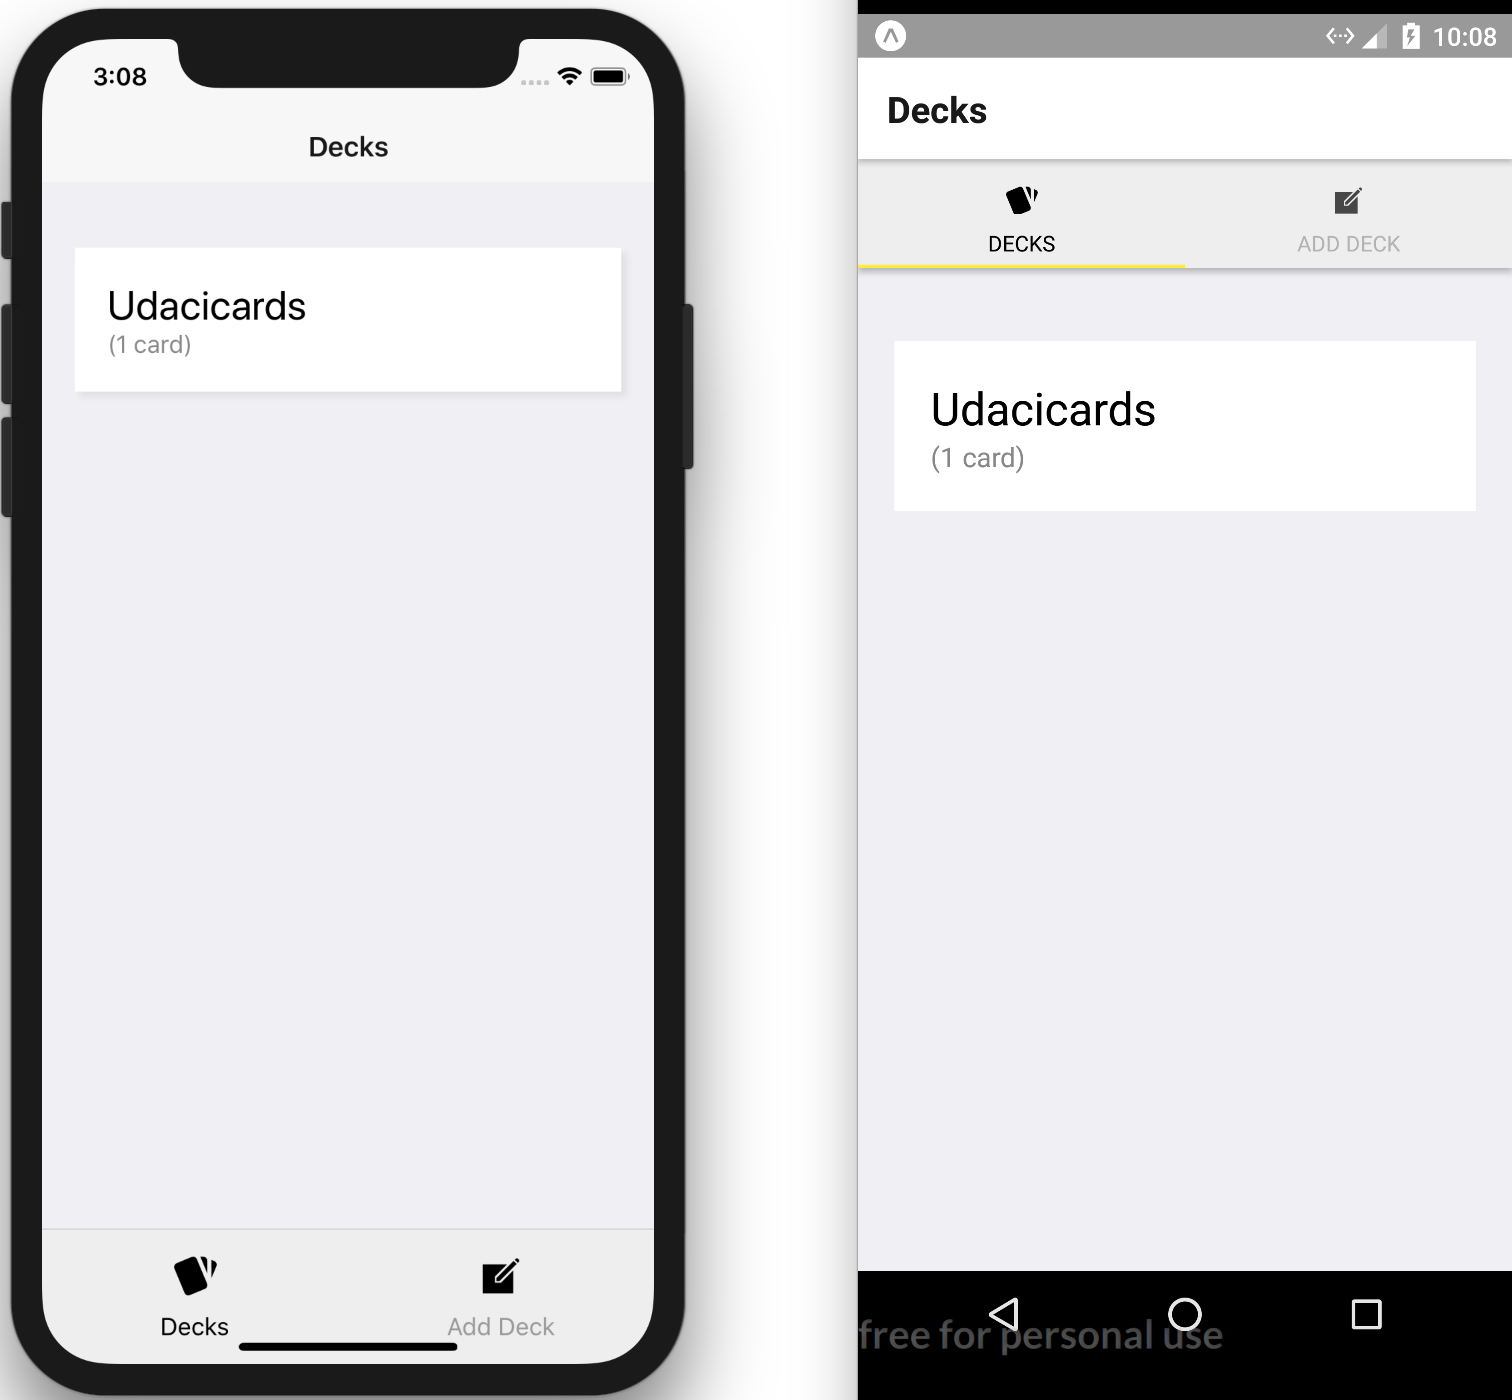 3:08
Decks
Udacicards
(1 card)
Decks
Add Deck
10:08
Decks
DECKS
ADD DECK
Udacicards
(1 card)
free for personal use